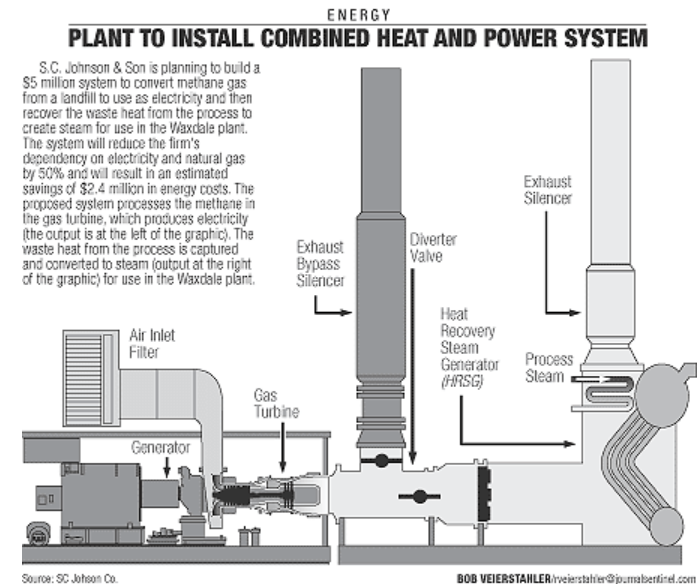 ENERGY
PLANT TO INSTALL COMBINED HEAT AND POWER SYSTEM
S.C. Johnson & Son is planning to build a
$5 million system to convert methane gas
from a landfill to use as electricity and then
recover the waste heat from the process to
create steam for use in the Waxdale plant.
The system will reduce the firm's
dependency on electricity and natural gas
by 50% and will result in an estimated
savings of $2.4 million in energy costs. The
proposed system processes the methane in
the gas turbine, which produces electricity
(the output is at the left of the graphic). The
waste heat from the process is captured
and converted to steam (output at the right
of the graphic) for use in the Waxdale plant.
Exhaust
Silencer
Exhaust
Bypass
Silencer
Diverter
Valve
Heat
Recovery
Steam
Generator
(HRSG)
Process
Steam
Air Inlet
Filter
Gas
Turbine
Generator
Source: SC Johson Co.
BOB VEIERSTAHLER/rveierstahler@journalsentinel.com